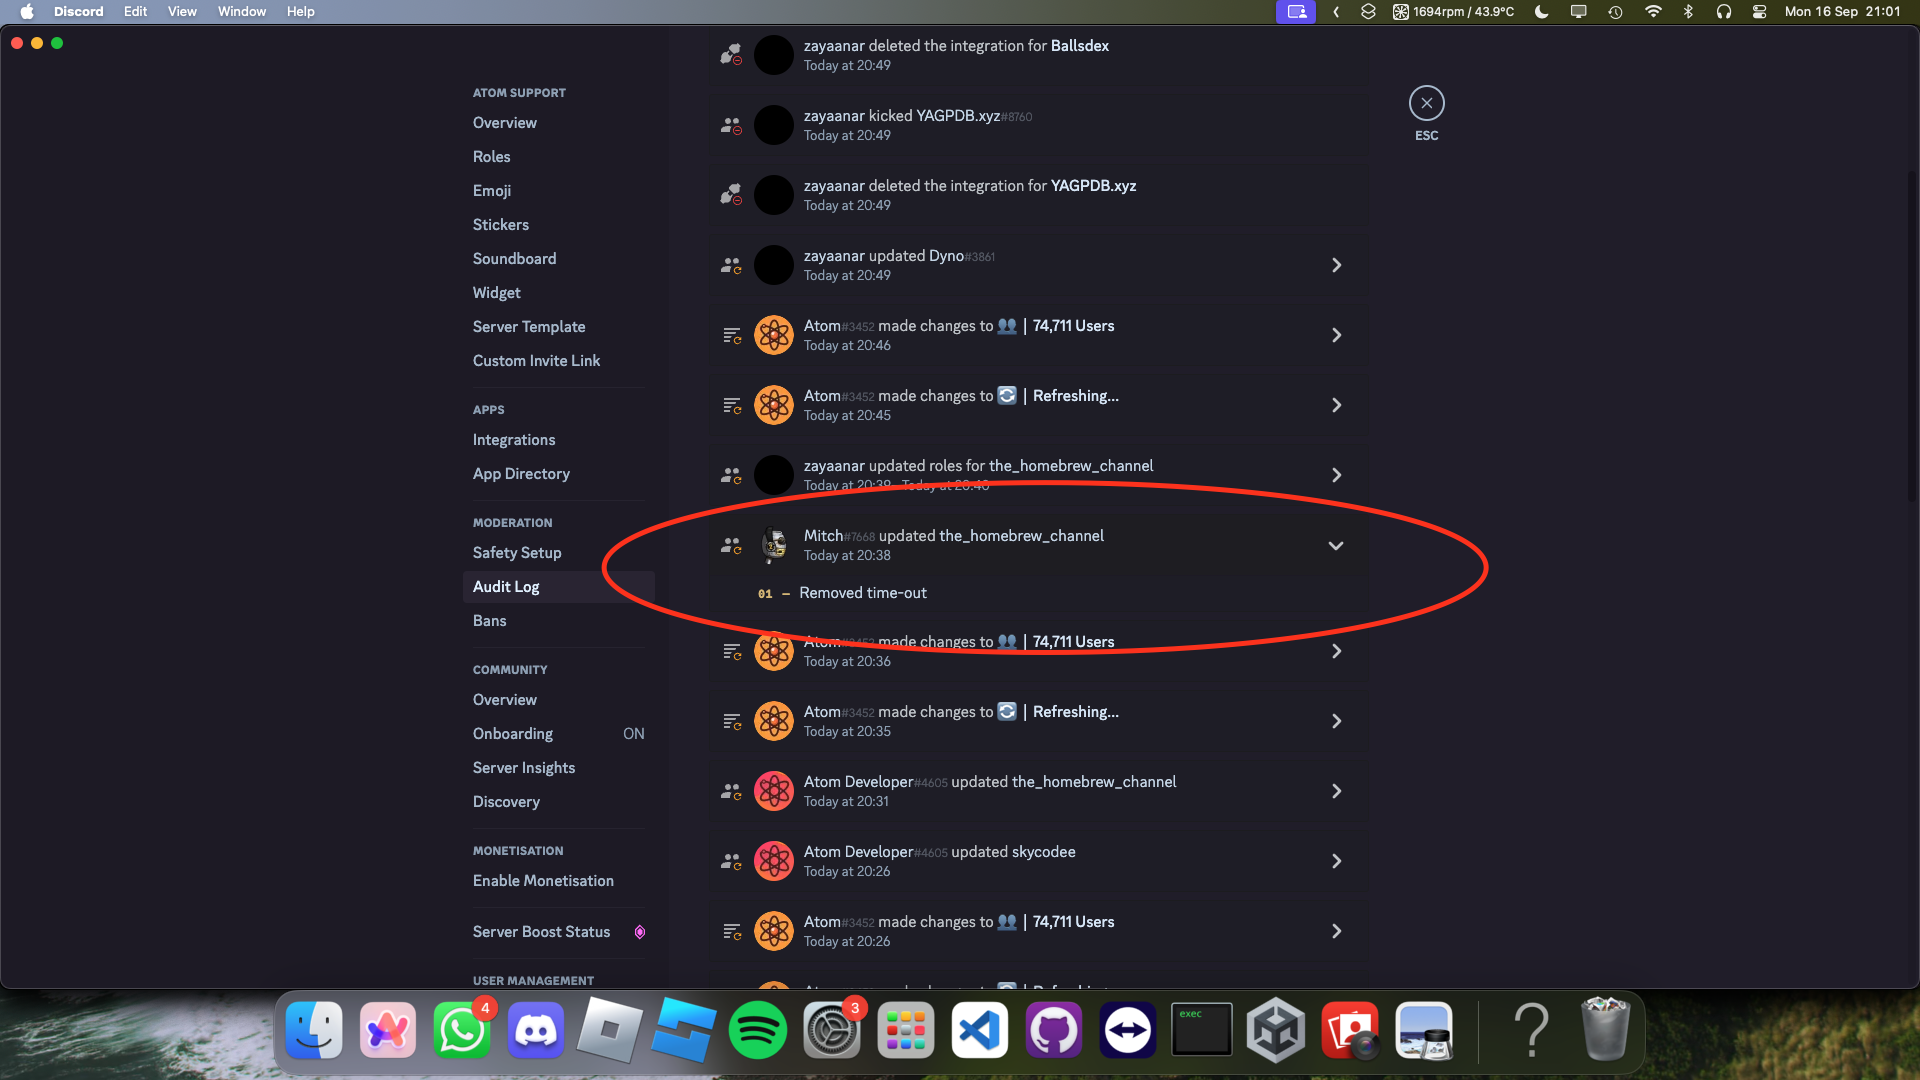 Discord Edit View Window Help
1694rpm / 43.9°C Mon 16 Sep 21:01
ATOM SUPPORT
Overview
Roles
Emoji
Stickers
Soundboard
Widget
Server Template
Custom Invite Link
APPS
Integrations
App Directory
MODERATION
Safety Setup
Audit Log
Bans
COMMUNITY
Overview
Onboarding ON
Server Insights
Discovery
MONETISATION
Enable Monetisation
Server Boost Status
USER MANAGEMENT
zayaanar deleted the integration for Ballsdex
Today at 20:49
zayaanar kicked YAGPDB.xyz#8760
Today at 20:49
zayaanar deleted the integration for YAGPDB.xyz
Today at 20:49
zayaanar updated Dyno#3861
Today at 20:49
Atom#3452 made changes to 👥 | 74,711 Users
Today at 20:46
Atom#3452 made changes to 🔄 | Refreshing...
Today at 20:45
zayaanar updated roles for the_homebrew_channel
Today at 20:39 - Today at 20:40
Mitch#7668 updated the_homebrew_channel
Today at 20:38
01 — Removed time-out
Atom#3452 made changes to 👥 | 74,711 Users
Today at 20:36
Atom#3452 made changes to 🔄 | Refreshing...
Today at 20:35
Atom Developer#4605 updated the_homebrew_channel
Today at 20:31
Atom Developer#4605 updated skycodee
Today at 20:26
Atom#3452 made changes to 👥 | 74,711 Users
Today at 20:26
ESC
4
3
exec